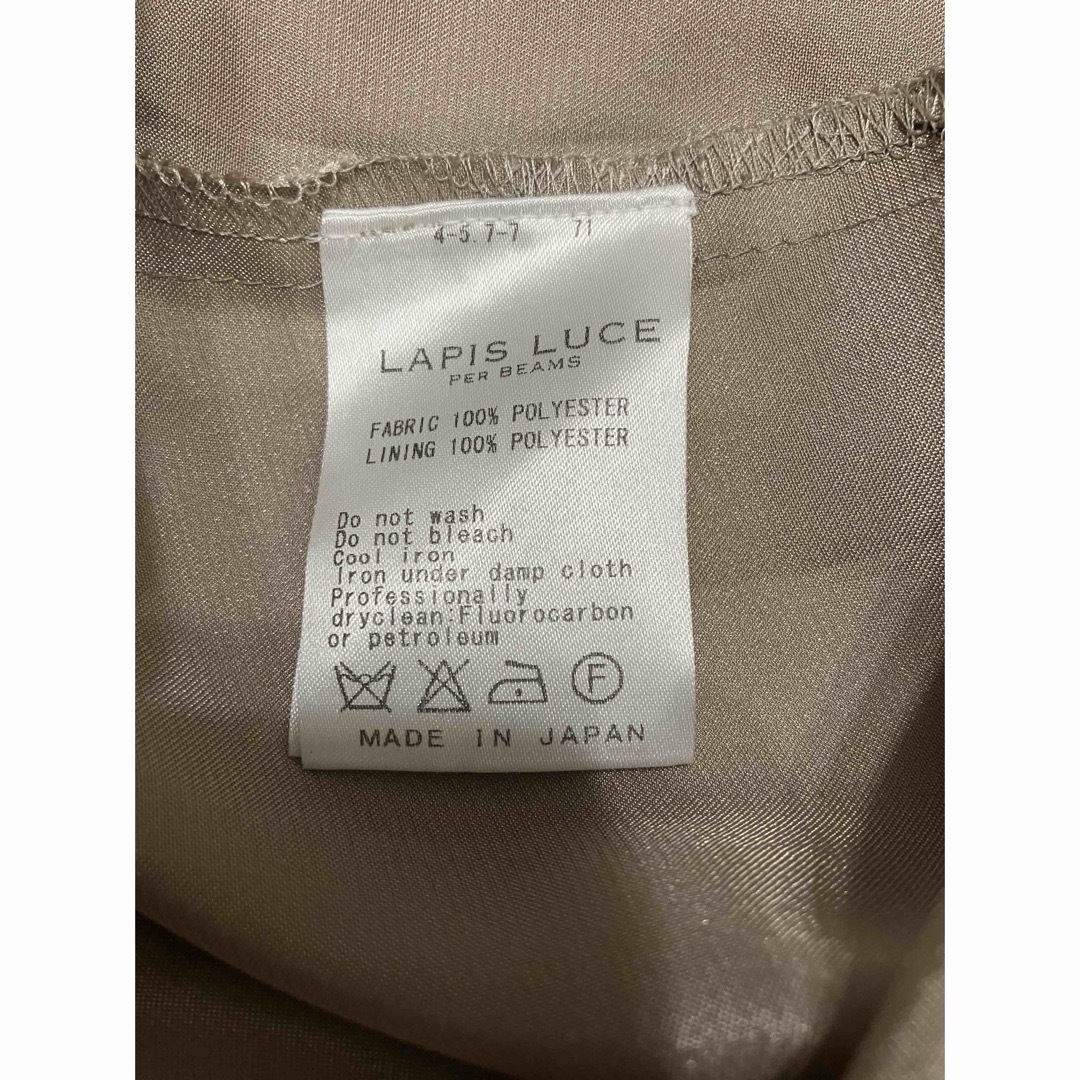 4-5.7-7 71
LAPIS LUCE
PER BEAMS
FABRIC 100% POLYESTER
LINING 100% POLYESTER
Do not wash
Do not bleach
Cool iron
Iron under damp cloth
Professionally
dryclean:Fluorocarbon
or petroleum
F
MADE IN JAPAN